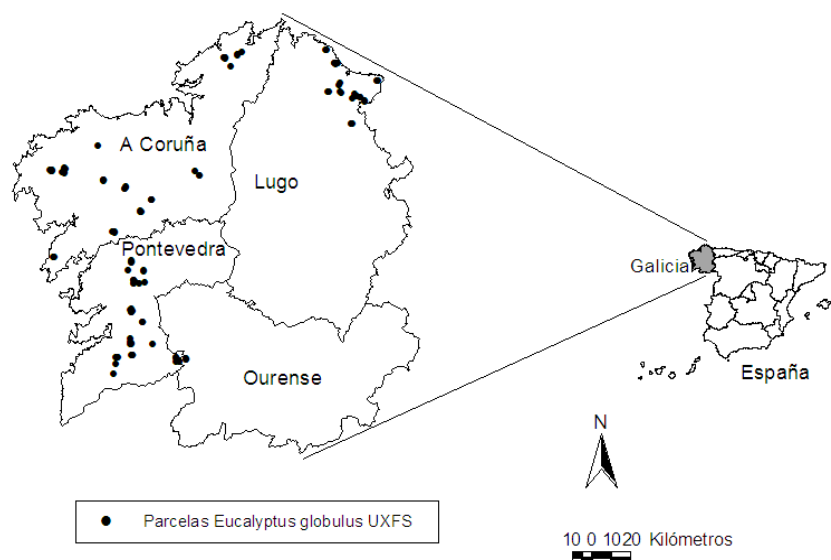 A Coruña
Lugo
Pontevedra
Galicia
España
Ourense
N
Parcelas Eucalyptus globulus UXFS
10 0 1020 Kilómetros